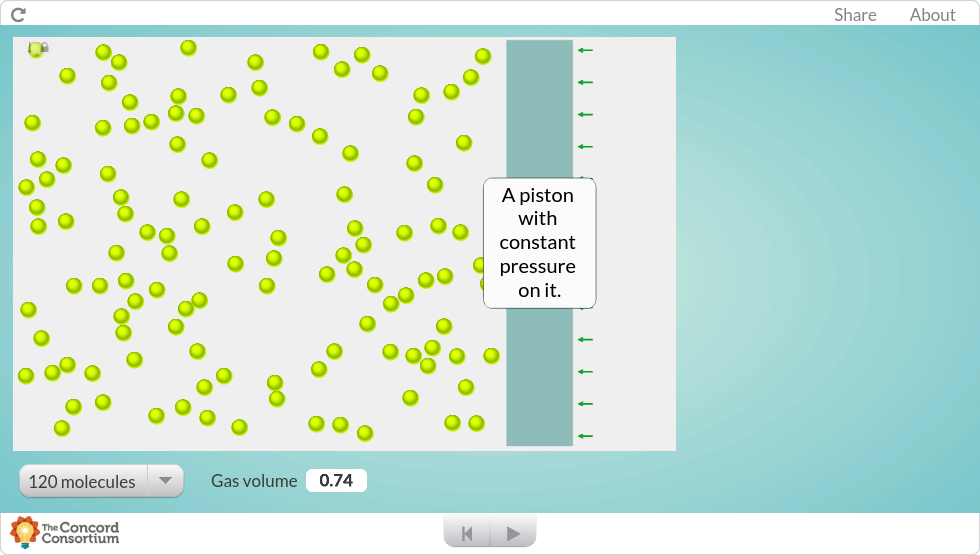 Share About
A piston
with
constant
pressure
on it.
120 molecules
Gas volume 0.74
The Concord
Consortium